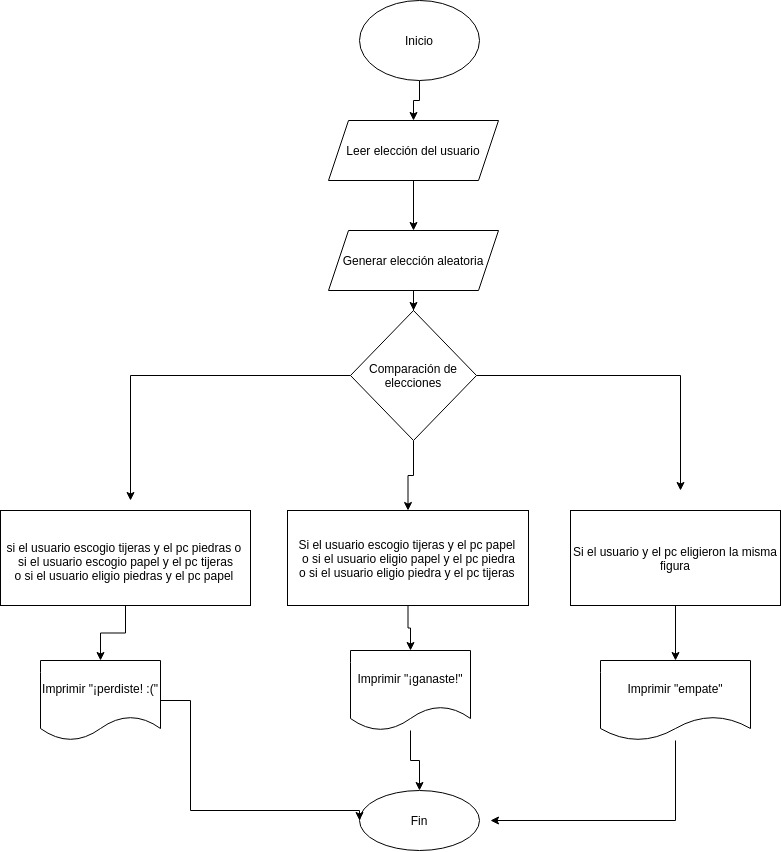 Inicio
Leer elección del usuario
Generar elección aleatoria
Comparación de
elecciones
si el usuario escogio tijeras y el pc piedras o
si el usuario escogio papel y el pc tijeras
o si el usuario eligio piedras y el pc papel
Si el usuario escogio tijeras y el pc papel
o si el usuario eligio papel y el pc piedra
o si el usuario eligio piedra y el pc tijeras
Si el usuario y el pc eligieron la misma
figura
Imprimir "¡perdiste! :("
Imprimir "¡ganaste!"
Imprimir "empate"
Fin